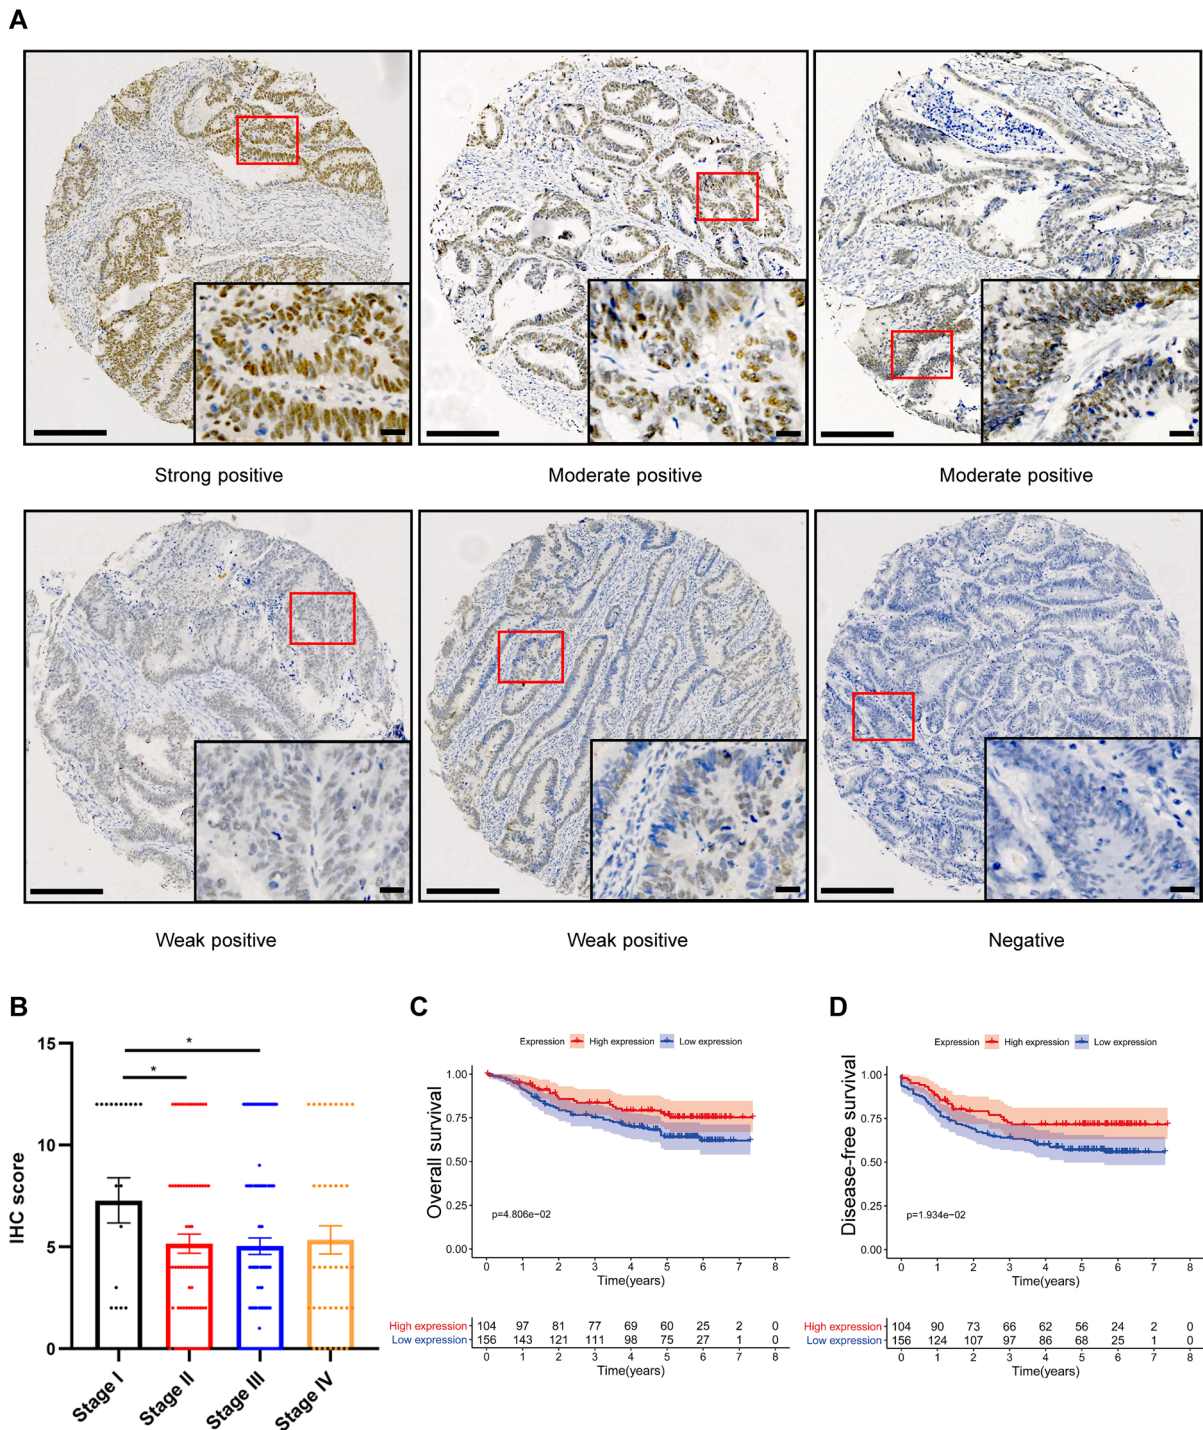 A
Strong positive
Moderate positive
Moderate positive
Weak positive
Weak positive
Negative
B
IHC score
15
10
5
0
*
*
Stage I
Stage II
Stage III
Stage IV
C
Expression High expression Low expression
Overall survival
1.00
0.75
0.50
0.25
0.00
p=4.806e−02
0 1 2 3 4 5 6 7 8
Time(years)
High expression 104 97 81 77 69 60 25 2 0
Low expression 156 143 121 111 98 75 27 1 0
0 1 2 3 4 5 6 7 8
Time(years)
D
Expression High expression Low expression
Disease-free survival
1.00
0.75
0.50
0.25
0.00
p=1.934e−02
0 1 2 3 4 5 6 7 8
Time(years)
High expression 104 90 73 66 62 56 24 2 0
Low expression 156 124 107 97 86 68 25 1 0
0 1 2 3 4 5 6 7 8
Time(years)